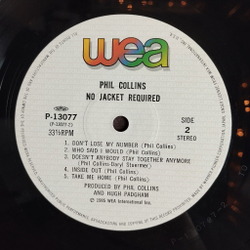 wea
PHIL COLLINS
NO JACKET REQUIRED
P-13077
(P-13077 2)
33⅓RPM
SIDE
2
STEREO
1. DON'T LOSE MY NUMBER (Phil Collins)
2. WHO SAID I WOULD (Phil Collins)
3. DOESN'T ANYBODY STAY TOGETHER ANYMORE
(Phil Collins-Daryl Stuermer)
4. INSIDE OUT (Phil Collins)
5. TAKE ME HOME (Phil Collins)
PRODUCED BY PHIL COLLINS
AND HUGH PADGHAM
℗ 1985 WEA International Inc.